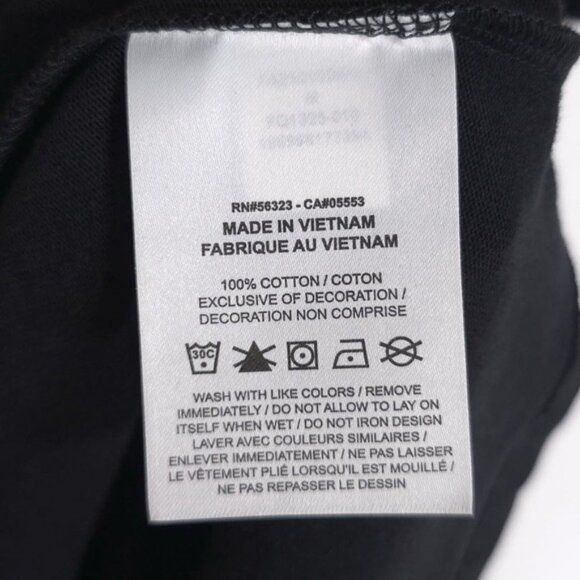 RN#56323 - CA#05553
MADE IN VIETNAM
FABRIQUE AU VIETNAM
100% COTTON / COTON
EXCLUSIVE OF DECORATION /
DECORATION NON COMPRISE
30C
WASH WITH LIKE COLORS / REMOVE
IMMEDIATELY / DO NOT ALLOW TO LAY ON
ITSELF WHEN WET / DO NOT IRON DESIGN
LAVER AVEC COULEURS SIMILAIRES /
ENLEVER IMMEDIATEMENT / NE PAS LAISSER
LE VÊTEMENT PLIÉ LORSQU'IL EST MOUILLÉ /
NE PAS REPASSER LE DESSIN